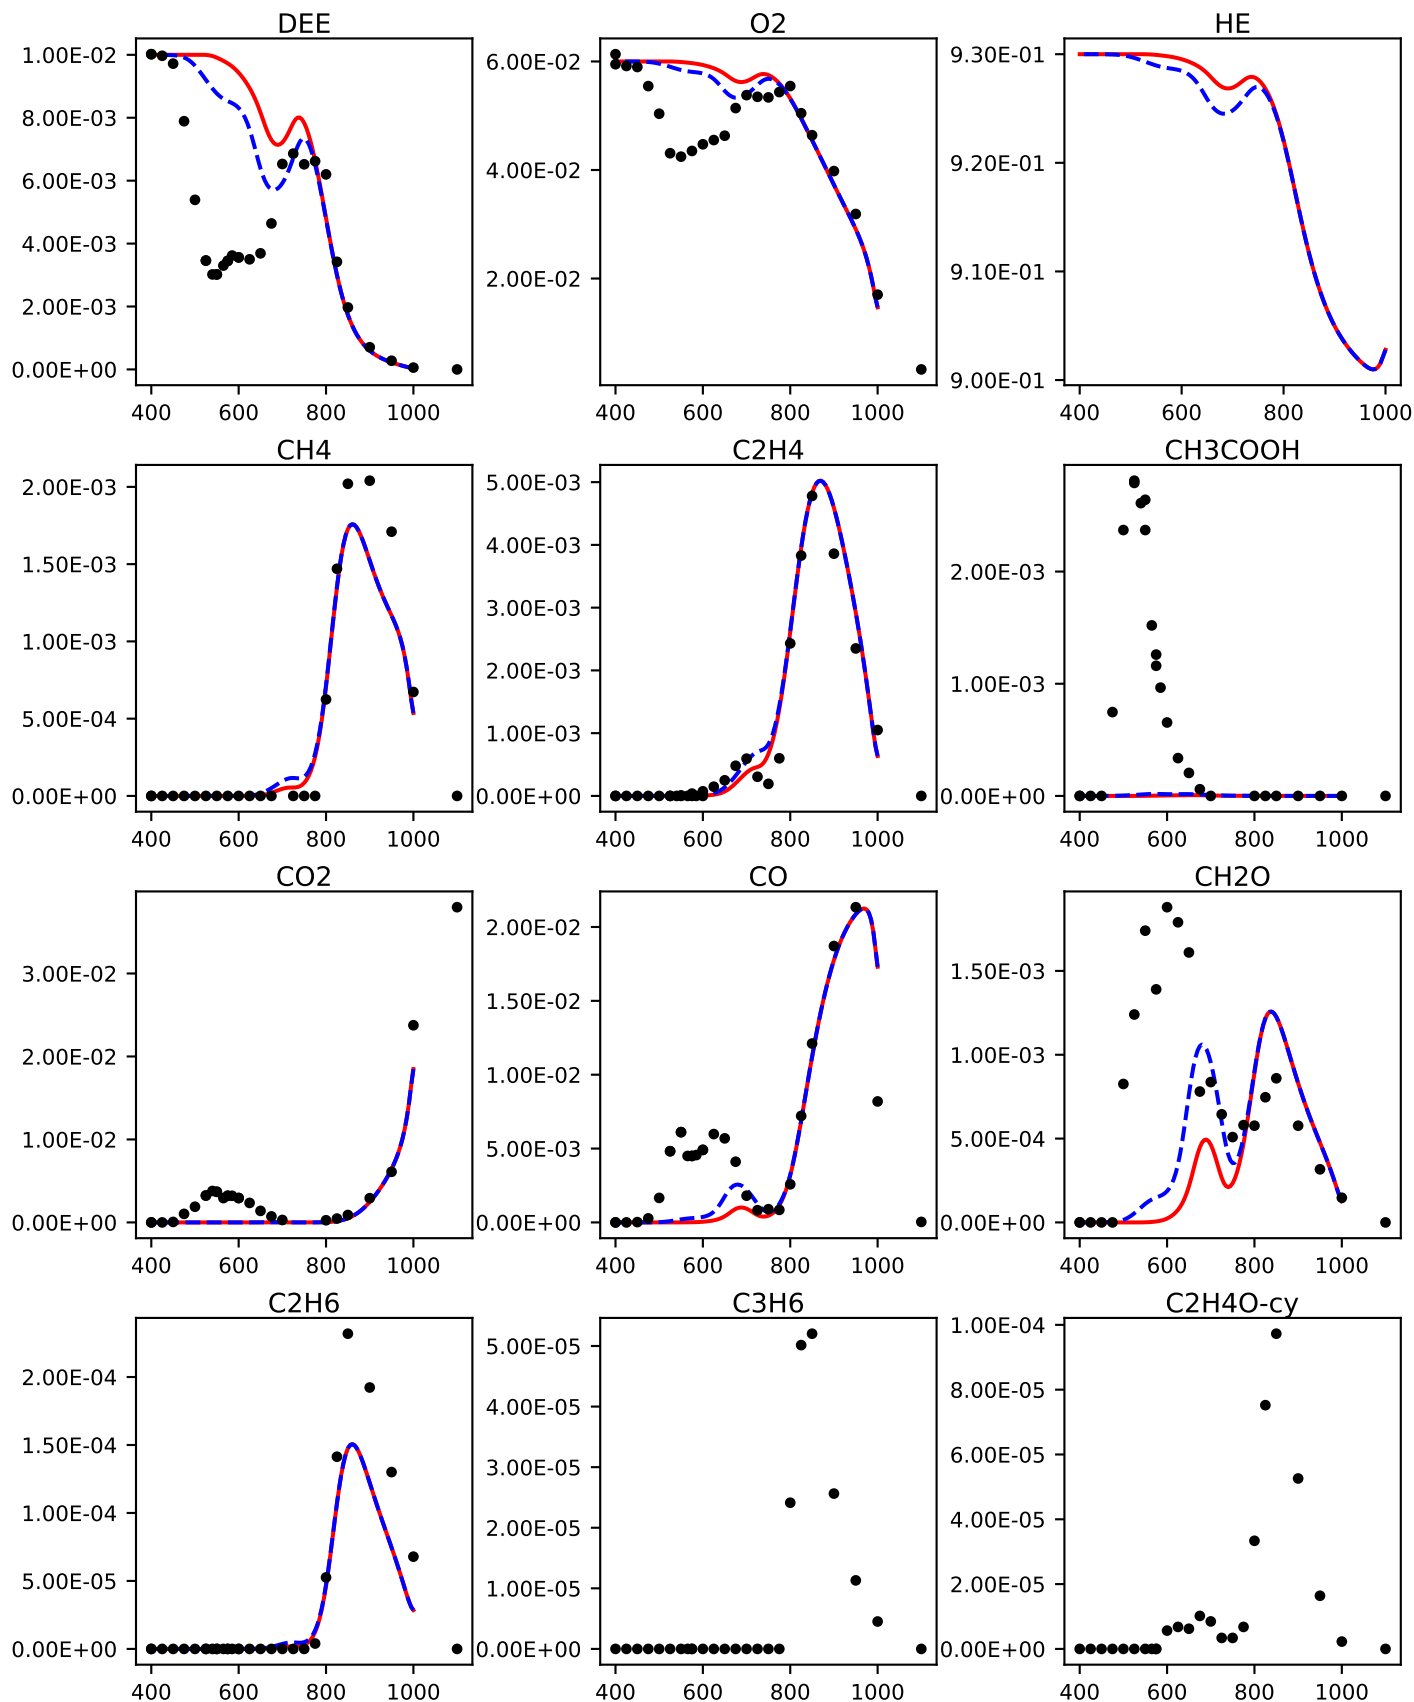 DEE O2 HE
1.00E-02 6.00E-02 9.30E-01
8.00E-03
6.00E-03 4.00E-02 9.20E-01
4.00E-03
2.00E-03 2.00E-02 9.10E-01
0.00E+00 9.00E-01
400 600 800 1000 400 600 800 1000 400 600 800 1000
CH4 C2H4 CH3COOH
2.00E-03 5.00E-03
4.00E-03
1.50E-03 2.00E-03
3.00E-03
1.00E-03
2.00E-03 1.00E-03
5.00E-04
1.00E-03
0.00E+00 0.00E+00 0.00E+00
400 600 800 1000 400 600 800 1000 400 600 800 1000
CO2 CO CH2O
2.00E-02
3.00E-02 1.50E-03
1.50E-02
2.00E-02 1.00E-03
1.00E-02
1.00E-02 5.00E-03 5.00E-04
0.00E+00 0.00E+00 0.00E+00
400 600 800 1000 400 600 800 1000 400 600 800 1000
C2H6 C3H6 C2H4O-cy
1.00E-04
5.00E-05
2.00E-04 8.00E-05
4.00E-05
1.50E-04 6.00E-05
3.00E-05
1.00E-04 4.00E-05
2.00E-05
5.00E-05 1.00E-05 2.00E-05
0.00E+00 0.00E+00 0.00E+00
400 600 800 1000 400 600 800 1000 400 600 800 1000